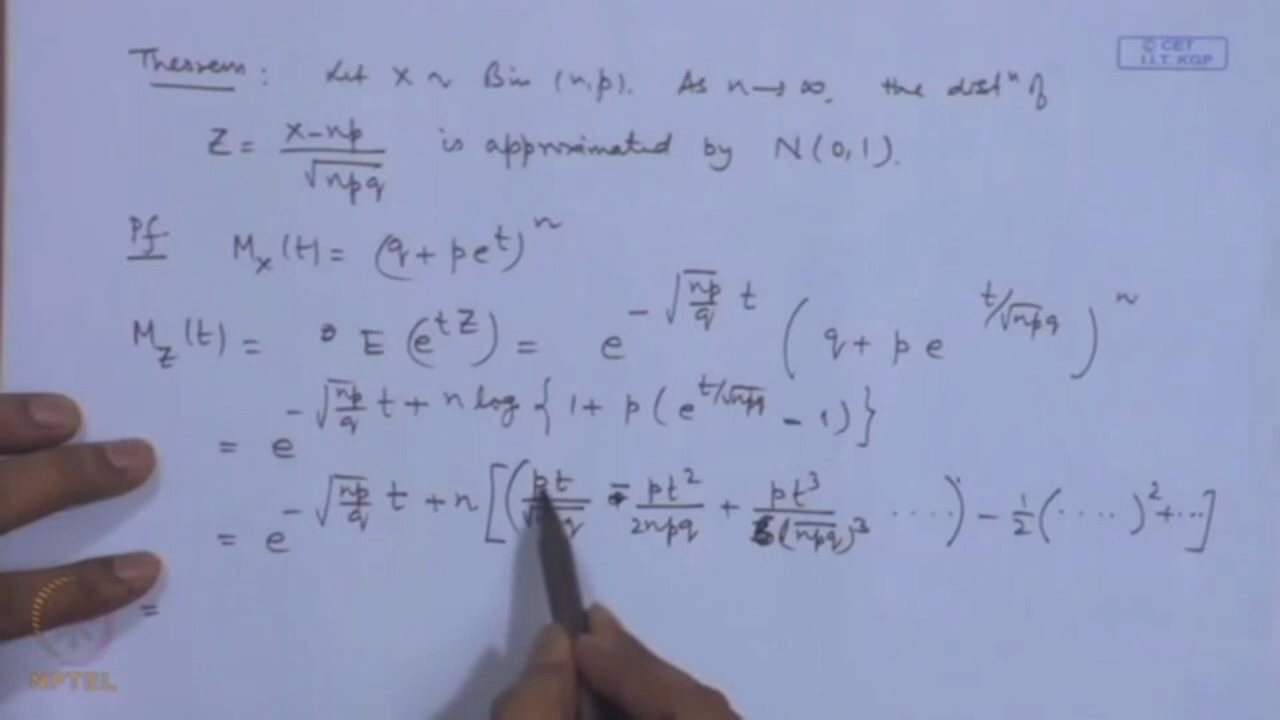 © CET
I.I.T. KGP
Theorem : Let X ~ Bin (n, p). As n → ∞, the distⁿ of
Z = (X - np)/√(npq) is approximated by N(0,1).
Pf M_X(t) = (q + p e^t)^n
M_Z(t) = E(e^{tZ}) = e^{-√(np/q) t} (q + p e^{t/√(npq)})^n
= e^{-√(np/q) t + n log {1 + p(e^{t/√(npq)} - 1)}}
= e^{-√(np/q) t + n [(pt/√(npq) - pt²/2npq + pt³/6(√(npq))³ ....) - 1/2 (....)² + ...]}
=
NPTEL